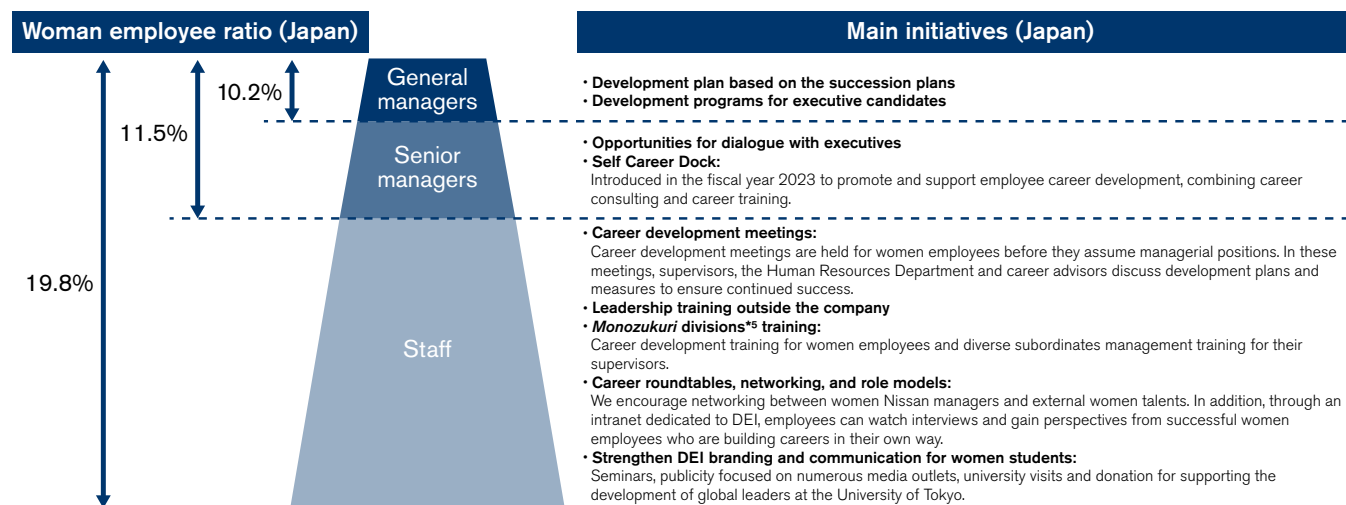 Woman employee ratio (Japan)
Main initiatives (Japan)
10.2%
11.5%
19.8%
General
managers
Senior
managers
Staff
· Development plan based on the succession plans
· Development programs for executive candidates
· Opportunities for dialogue with executives
· Self Career Dock:
Introduced in the fiscal year 2023 to promote and support employee career development, combining career
consulting and career training.
· Career development meetings:
Career development meetings are held for women employees before they assume managerial positions. In these
meetings, supervisors, the Human Resources Department and career advisors discuss development plans and
measures to ensure continued success.
· Leadership training outside the company
· Monozukuri divisions*5 training:
Career development training for women employees and diverse subordinates management training for their
supervisors.
· Career roundtables, networking, and role models:
We encourage networking between women Nissan managers and external women talents. In addition, through an
intranet dedicated to DEI, employees can watch interviews and gain perspectives from successful women
employees who are building careers in their own way.
· Strengthen DEI branding and communication for women students:
Seminars, publicity focused on numerous media outlets, university visits and donation for supporting the
development of global leaders at the University of Tokyo.